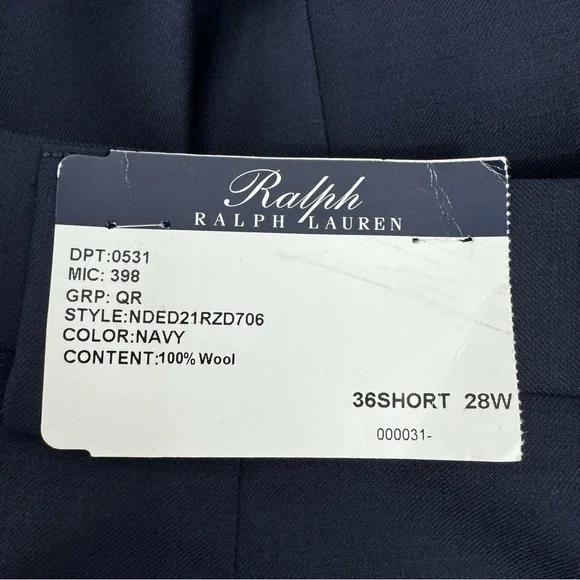 Ralph
RALPH LAUREN
DPT:0531
MIC: 398
GRP: QR
STYLE:NDED21RZD706
COLOR:NAVY
CONTENT:100% Wool
36SHORT 28W
000031-